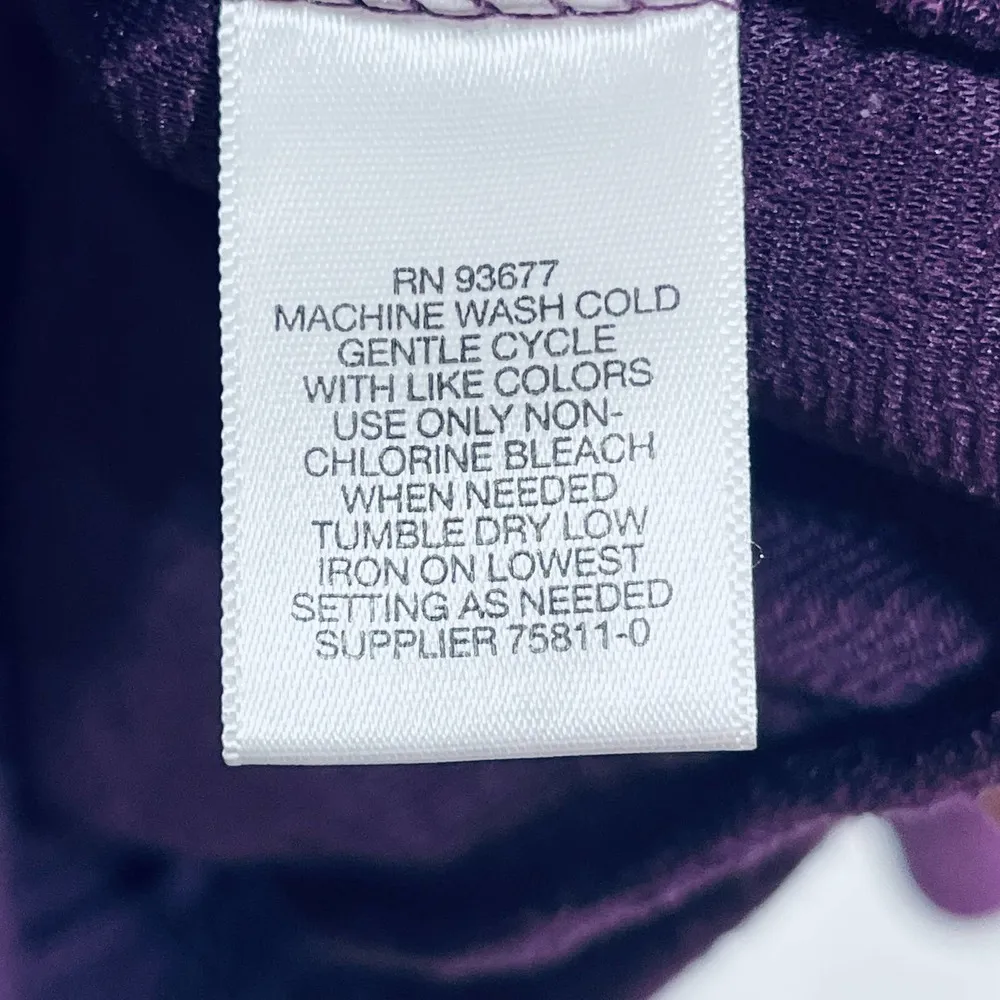 RN 93677
MACHINE WASH COLD
GENTLE CYCLE
WITH LIKE COLORS
USE ONLY NON-
CHLORINE BLEACH
WHEN NEEDED
TUMBLE DRY LOW
IRON ON LOWEST
SETTING AS NEEDED
SUPPLIER 75811-0